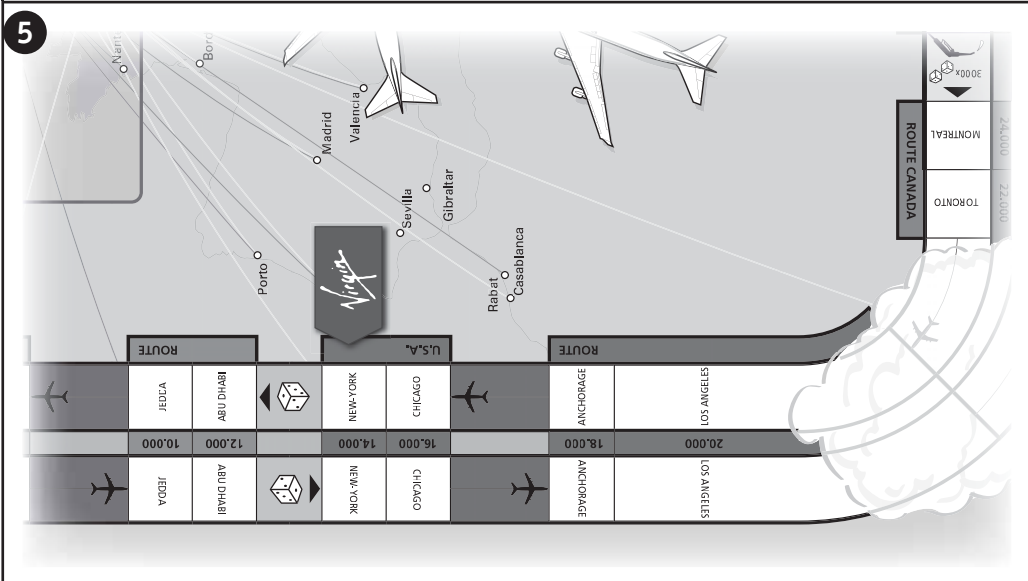 5
Nant
Bord
Valencia
Madrid
Gibraltar
Sevilla
Casablanca
Rabat
Porto
Virgin
3000x
24.000
MONTREAL
ROUTE CANADA
22.000
TORONTO
ROUTE
U.S.A.
ROUTE
JEDDA
ABU DHABI
NEW-YORK
CHICAGO
ANCHORAGE
LOS ANGELES
10.000
12.000
14.000
16.000
18.000
20.000
JEDDA
ABU DHABI
NEW-YORK
CHICAGO
ANCHORAGE
LOS ANGELES